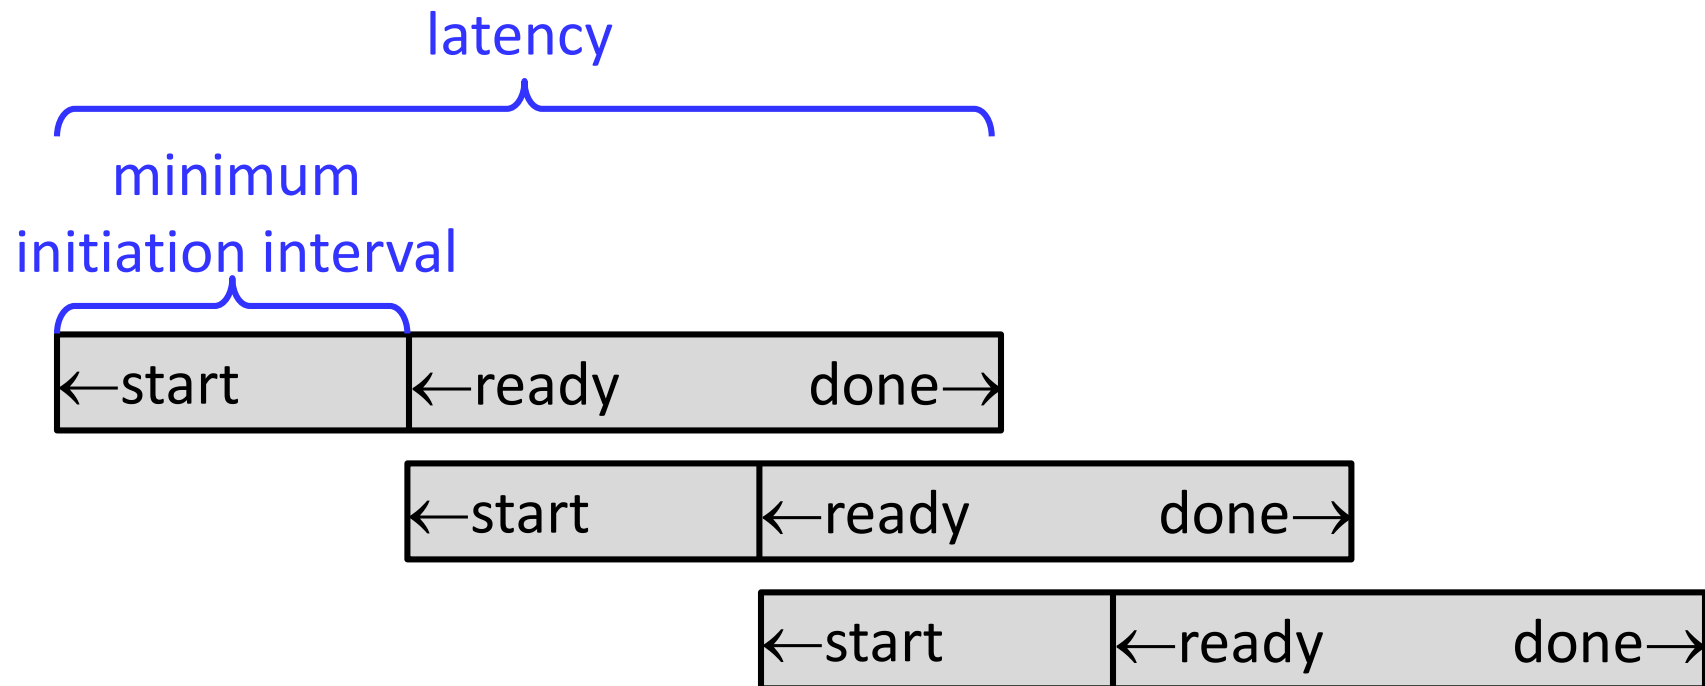 latency
minimum
initiation interval
←start ←ready done→
←start ←ready done→
←start ←ready done→